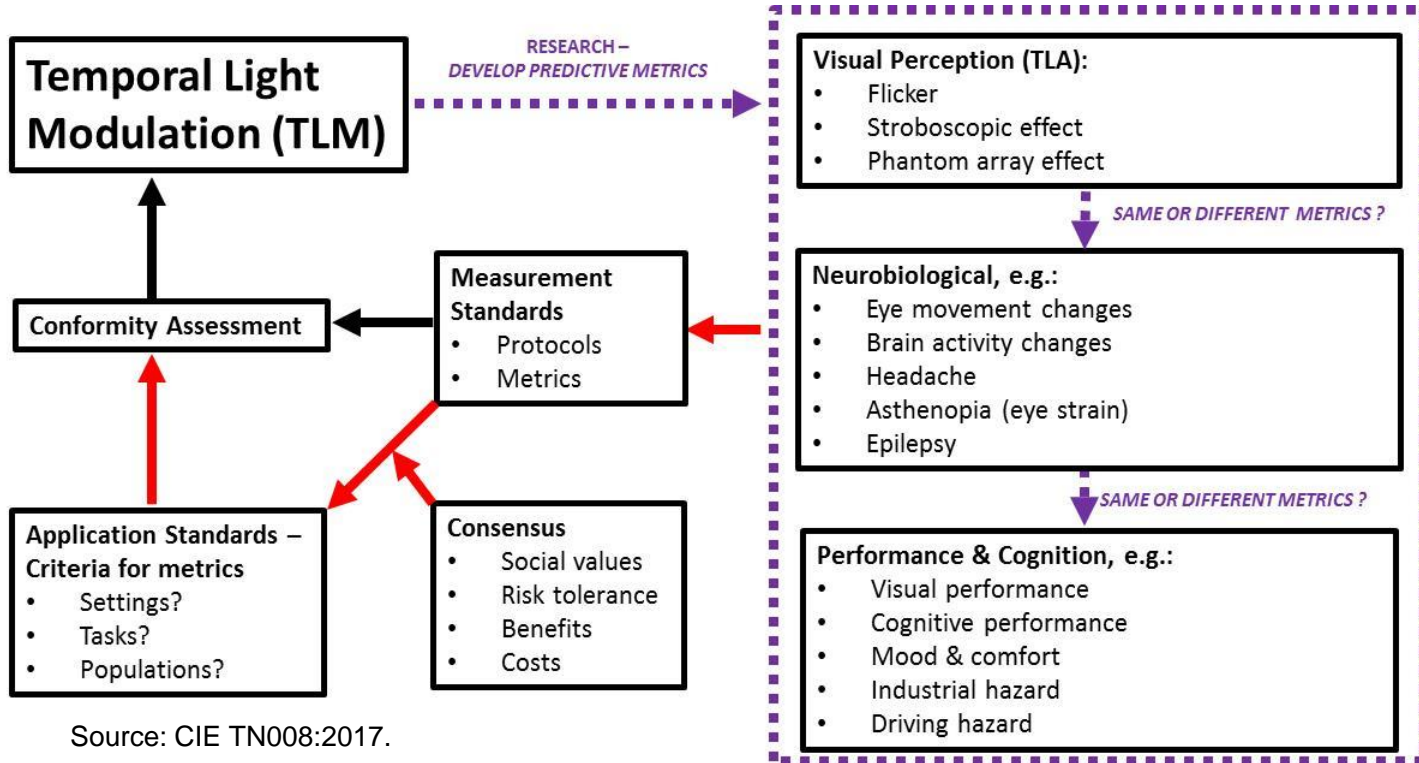 Temporal Light
Modulation (TLM)
RESEARCH –
DEVELOP PREDICTIVE METRICS
Visual Perception (TLA):
• Flicker
• Stroboscopic effect
• Phantom array effect
SAME OR DIFFERENT METRICS ?
Neurobiological, e.g.:
• Eye movement changes
• Brain activity changes
• Headache
• Asthenopia (eye strain)
• Epilepsy
SAME OR DIFFERENT METRICS ?
Performance & Cognition, e.g.:
• Visual performance
• Cognitive performance
• Mood & comfort
• Industrial hazard
• Driving hazard
Measurement
Standards
• Protocols
• Metrics
Conformity Assessment
Application Standards –
Criteria for metrics
• Settings?
• Tasks?
• Populations?
Consensus
• Social values
• Risk tolerance
• Benefits
• Costs
Source: CIE TN008:2017.